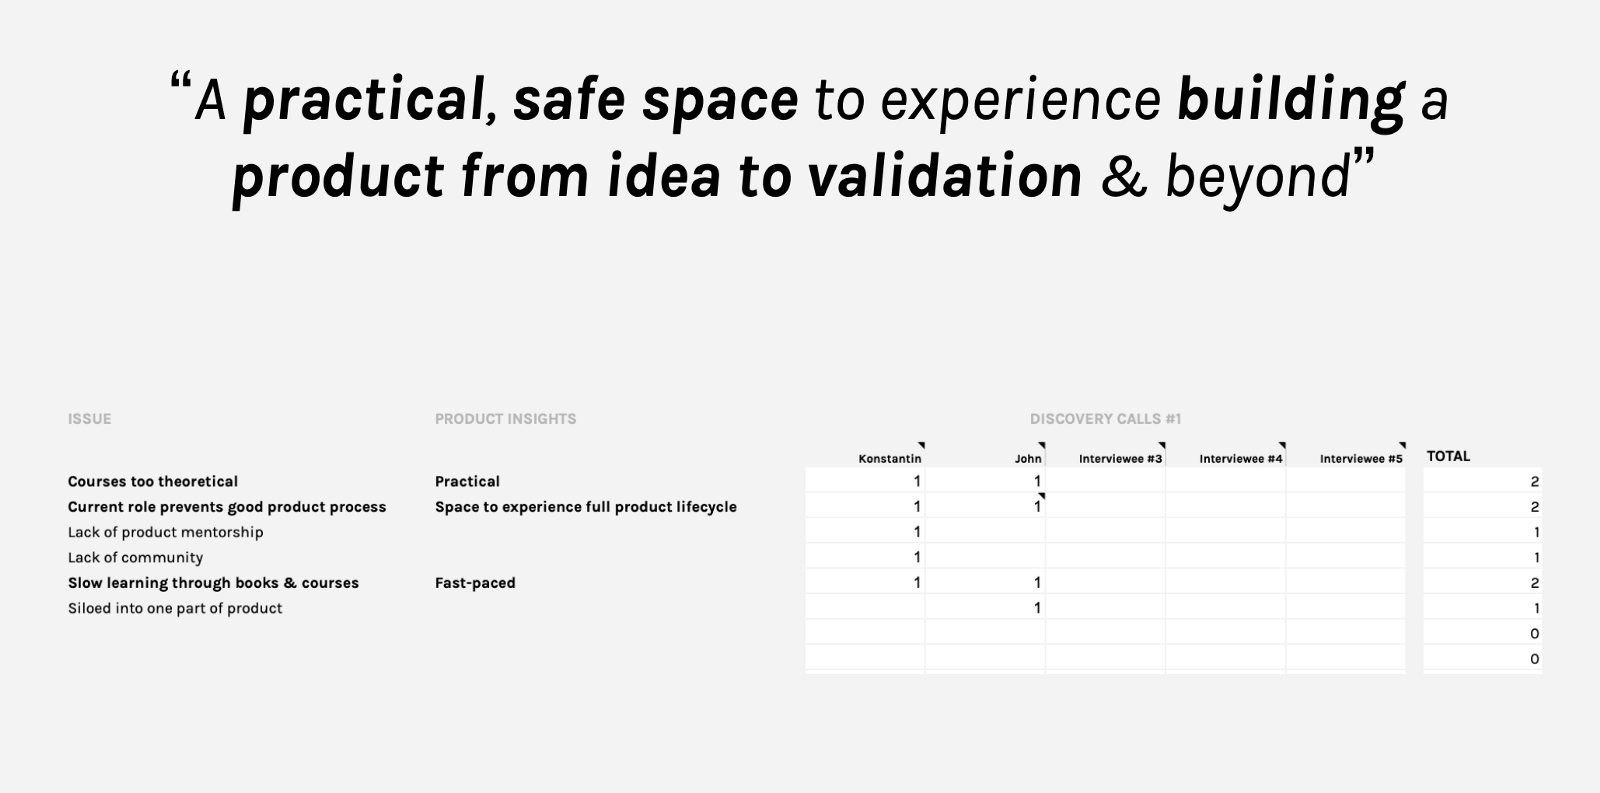 “A practical, safe space to experience building a
product from idea to validation & beyond”
ISSUE PRODUCT INSIGHTS DISCOVERY CALLS #1
Konstantin John Interviewee #3 Interviewee #4 Interviewee #5 TOTAL
Courses too theoretical Practical 1 1 2
Current role prevents good product process Space to experience full product lifecycle 1 1 2
Lack of product mentorship 1 1
Lack of community 1 1
Slow learning through books & courses Fast-paced 1 1 2
Siloed into one part of product 1 1
0
0